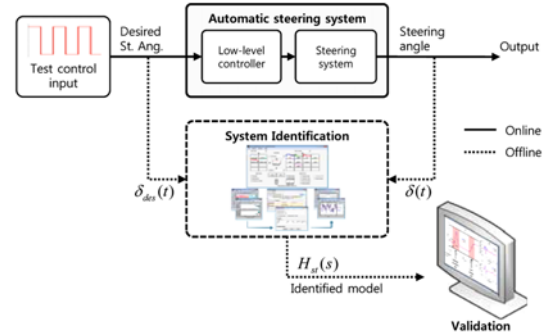 Automatic steering system
Test control
input
Desired
St. Ang.
Low-level
controller
Steering
system
Steering
angle
Output
System Identification
Online
Offline
δdes(t)
δ(t)
Hst(s)
Identified model
Validation